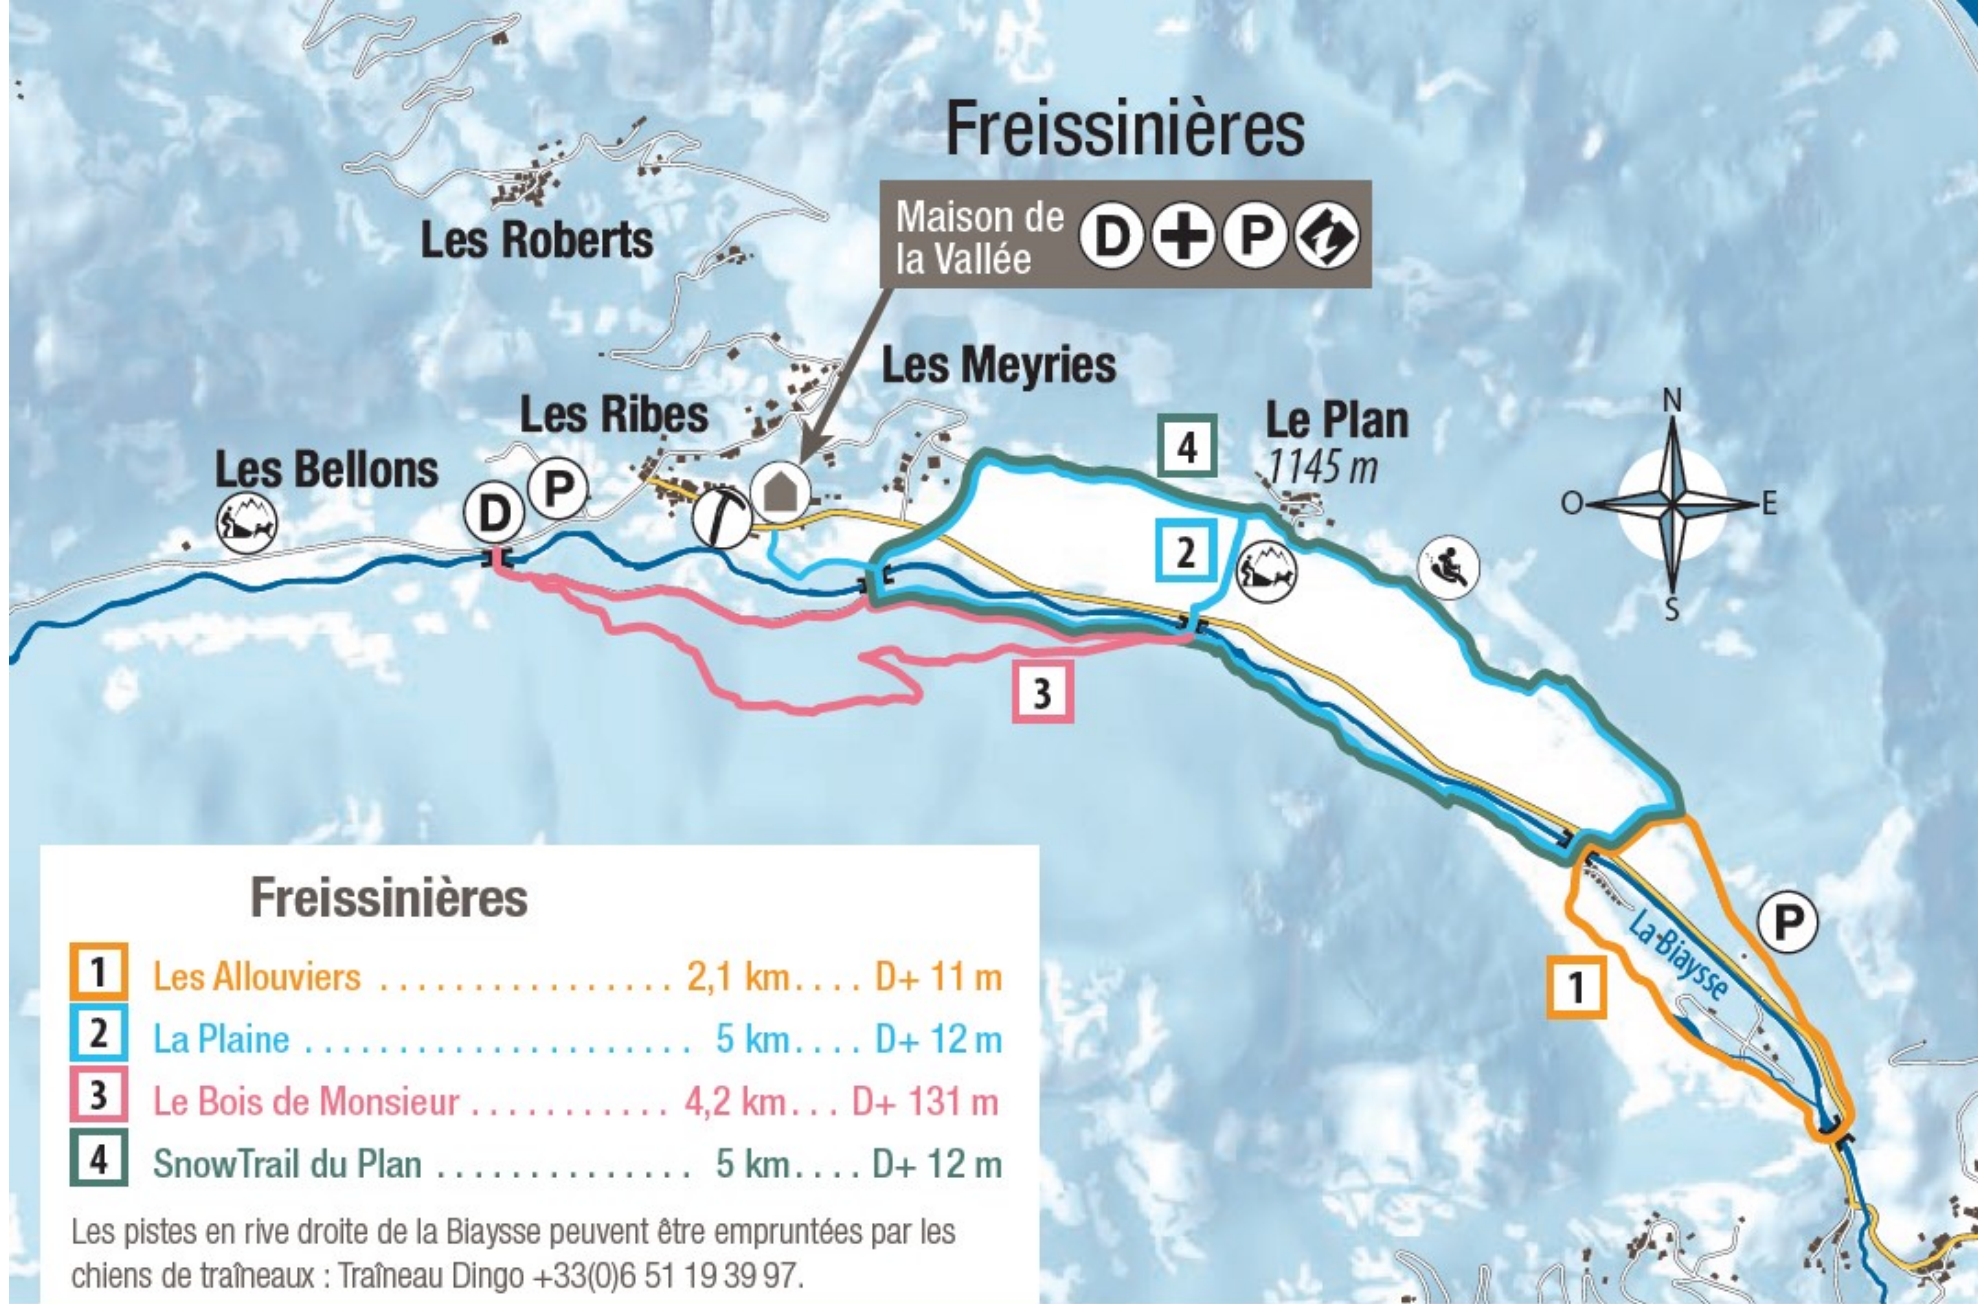 Freissinières
Maison de
la Vallée
D + P
Les Roberts
Les Meyries
Les Ribes
Les Bellons
D
P
4
Le Plan
1145 m
2
N
O
E
S
3
P
La Biaysse
1
Freissinières
1 Les Allouviers ................ 2,1 km.... D+ 11 m
2 La Plaine ..................... 5 km.... D+ 12 m
3 Le Bois de Monsieur ........... 4,2 km... D+ 131 m
4 SnowTrail du Plan .............. 5 km.... D+ 12 m
Les pistes en rive droite de la Biaysse peuvent être empruntées par les
chiens de traîneaux : Traîneau Dingo +33(0)6 51 19 39 97.